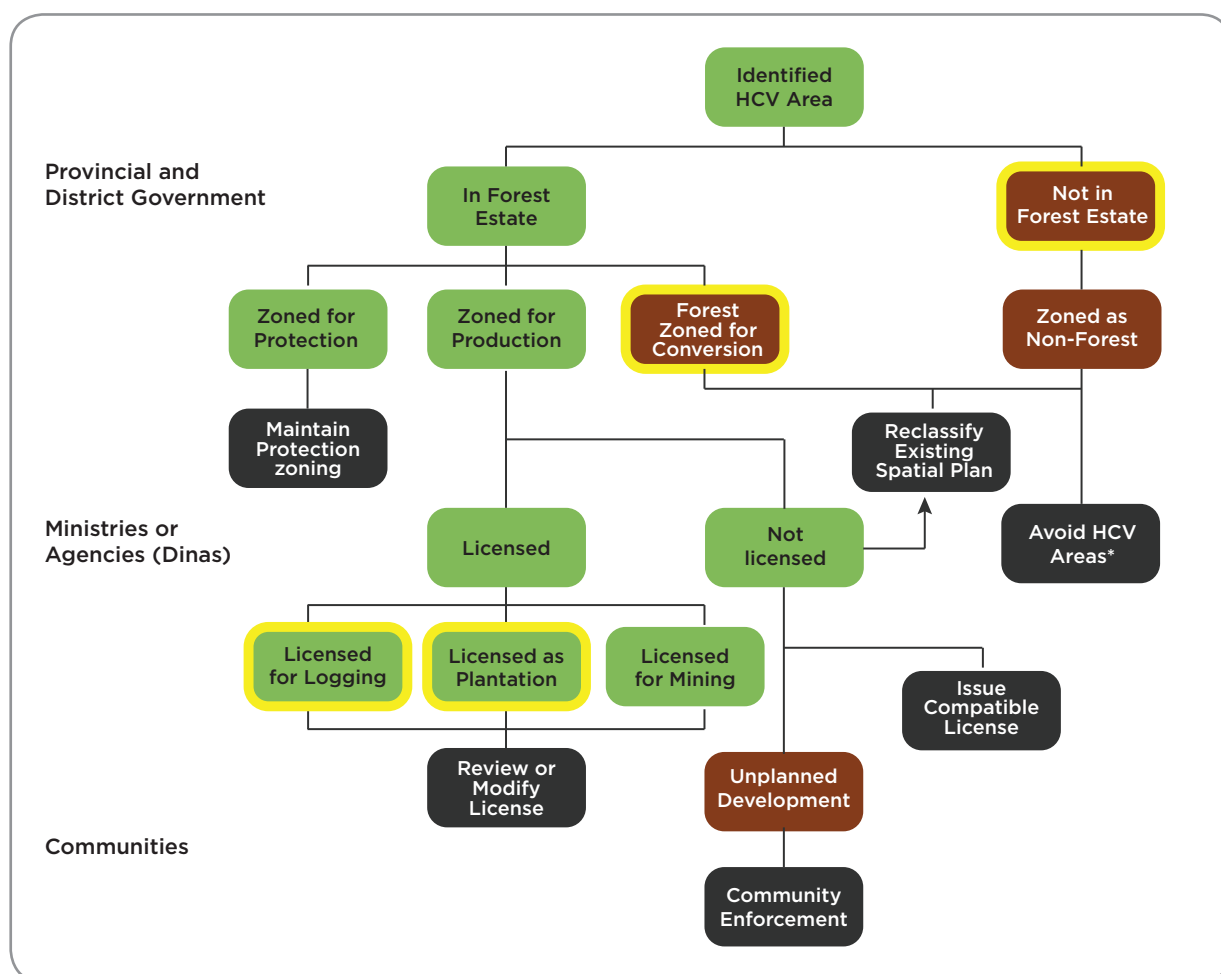 Identified
HCV Area
Provincial and
District Government
In Forest
Estate
Not in
Forest Estate
Zoned for
Protection
Zoned for
Production
Forest
Zoned for
Conversion
Zoned as
Non-Forest
Maintain
Protection
zoning
Reclassify
Existing
Spatial Plan
Ministries or
Agencies (Dinas)
Licensed
Not
licensed
Avoid HCV
Areas*
Licensed
for Logging
Licensed as
Plantation
Licensed
for Mining
Issue
Compatible
License
Review or
Modify
License
Unplanned
Development
Communities
Community
Enforcement